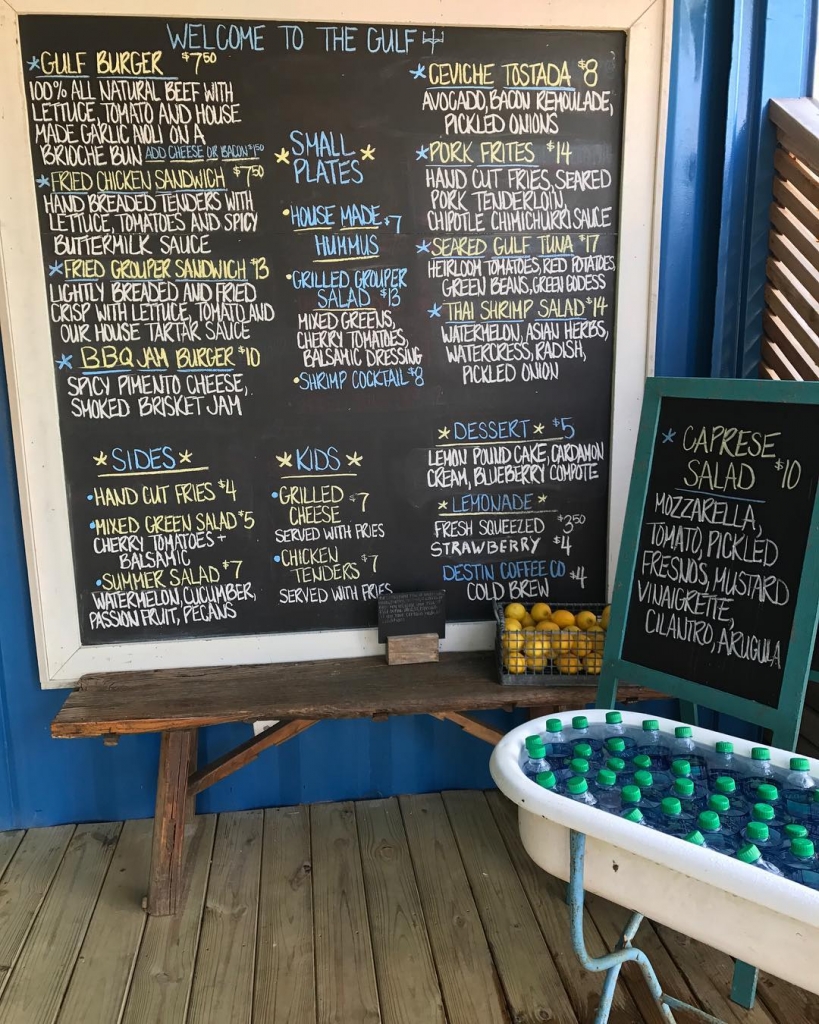 WELCOME TO THE GULF
*GULF BURGER $7.50
100% ALL NATURAL BEEF WITH
LETTUCE, TOMATO AND HOUSE
MADE GARLIC AIOLI ON A
BRIOCHE BUN ADD CHEESE OR BACON $1.50
*FRIED CHICKEN SANDWICH $7.50
HAND BREADED TENDERS WITH
LETTUCE, TOMATOES AND SPICY
BUTTERMILK SAUCE
*FRIED GROUPER SANDWICH $13
LIGHTLY BREADED AND FRIED
CRISP WITH LETTUCE, TOMATO AND
OUR HOUSE TARTAR SAUCE
*BBQ JAM BURGER $10
SPICY PIMENTO CHEESE,
SMOKED BRISKET JAM
*SMALL
PLATES*
•HOUSE MADE $7
HUMMUS
•GRILLED GROUPER
SALAD $13
MIXED GREENS,
CHERRY TOMATOES,
BALSAMIC DRESSING
•SHRIMP COCKTAIL $8
*CEVICHE TOSTADA $8
AVOCADO, BACON REMOULADE,
PICKLED ONIONS
*PORK FRITES $14
HAND CUT FRIES, SEARED
PORK TENDERLOIN,
CHIPOTLE CHIMICHURRI SAUCE
*SEARED GULF TUNA $17
HEIRLOOM TOMATOES, RED POTATOES
GREEN BEANS, GREEN GODESS
*THAI SHRIMP SALAD $14
WATERMELON, ASIAN HERBS,
WATERCRESS, RADISH,
PICKLED ONION
*SIDES*
•HAND CUT FRIES $4
•MIXED GREEN SALAD $5
CHERRY TOMATOES +
BALSAMIC
•SUMMER SALAD $7
WATERMELON, CUCUMBER,
PASSION FRUIT, PECANS
*KIDS*
•GRILLED
CHEESE $7
SERVED WITH FRIES
•CHICKEN
TENDERS $7
SERVED WITH FRIES
*DESSERT* $5
LEMON POUND CAKE, CARDAMON
CREAM, BLUEBERRY COMPOTE
*LEMONADE*
FRESH SQUEEZED $3.50
STRAWBERRY $4
DESTIN COFFEE CO
COLD BREW $4
*CAPRESE
SALAD $10
MOZZARELLA,
TOMATO, PICKLED
FRESNOS, MUSTARD
VINAIGRETTE,
CILANTRO, ARUGULA